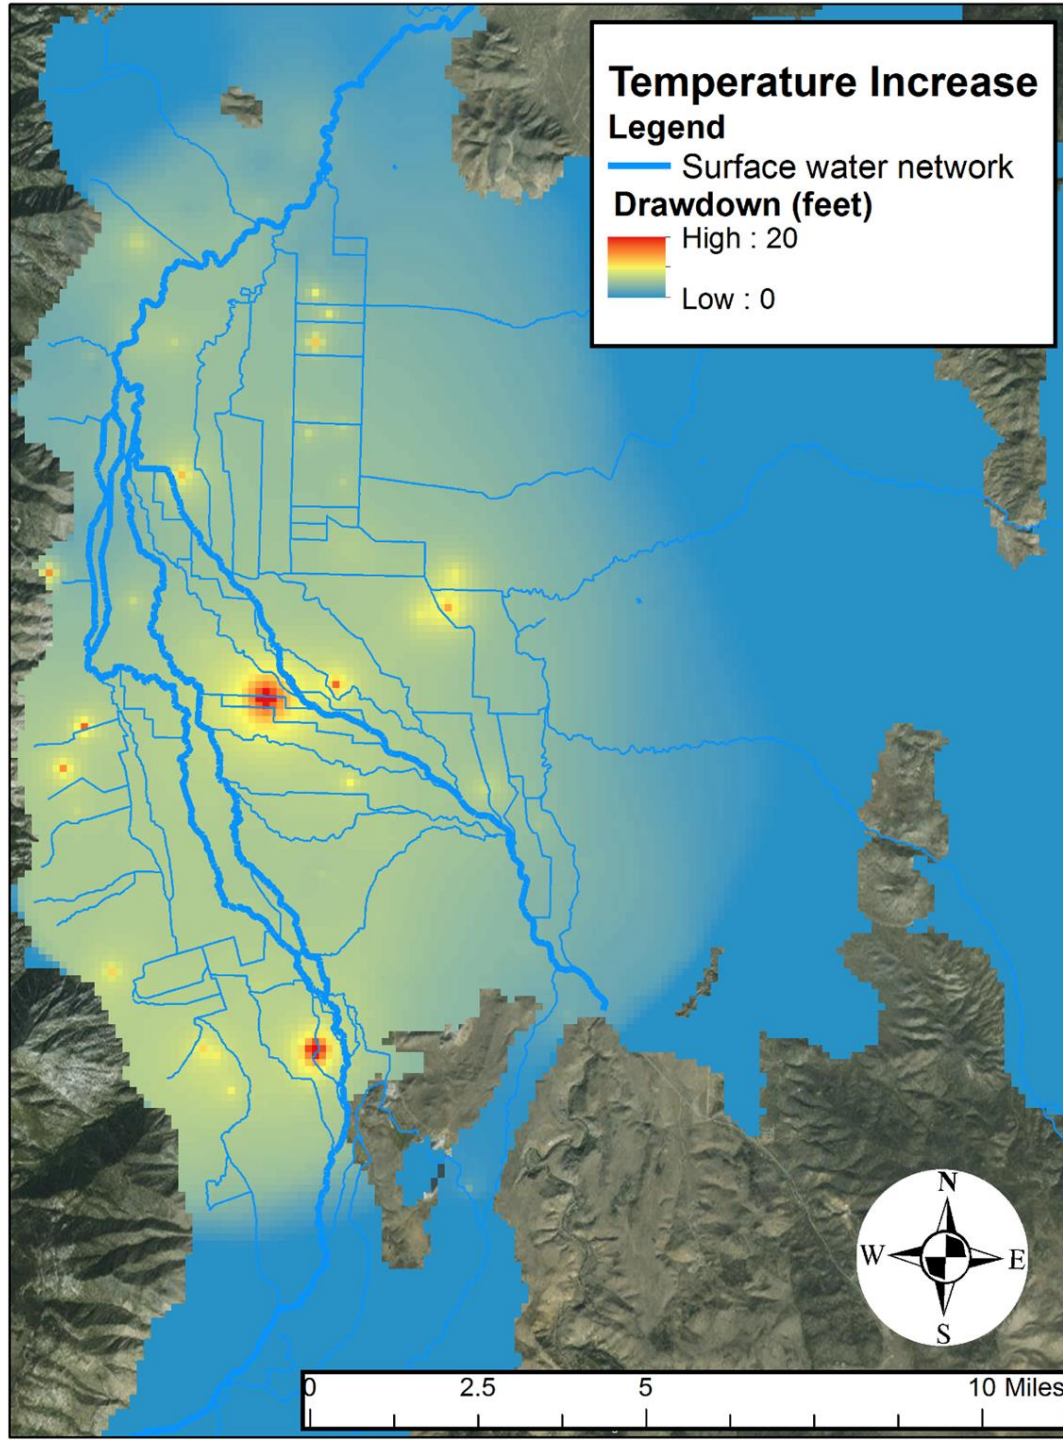 Temperature Increase
Legend
Surface water network
Drawdown (feet)
High : 20
Low : 0
N
W E
S
0 2.5 5 10 Miles